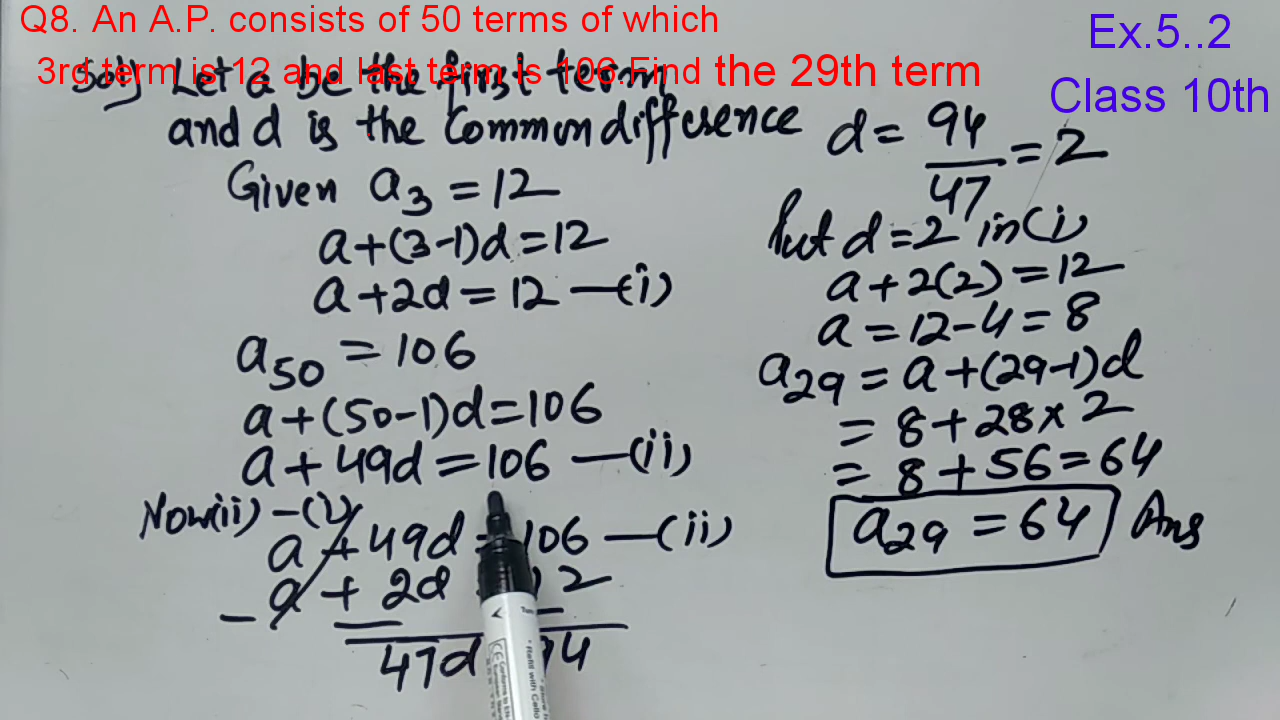 Q8. An A.P. consists of 50 terms of which
3rd term is 12 and last term is 106.Find the 29th term
Ex.5..2
Class 10th
Let a be the first term
and d is the common difference
Given a₃ = 12
a+(3-1)d = 12
a+2d = 12 —(i)
a₅₀ = 106
a+(50-1)d=106
a+49d=106 —(ii)
Now(ii) -(i)
a+49d 106 —(ii)
- a + 2d 2
47d 4
d = 94/47 = 2
Put d=2 in(i)
a+2(2) = 12
a = 12-4 = 8
a₂₉ = a+(29-1)d
= 8+28×2
= 8+56=64
a₂₉ = 64 Ans